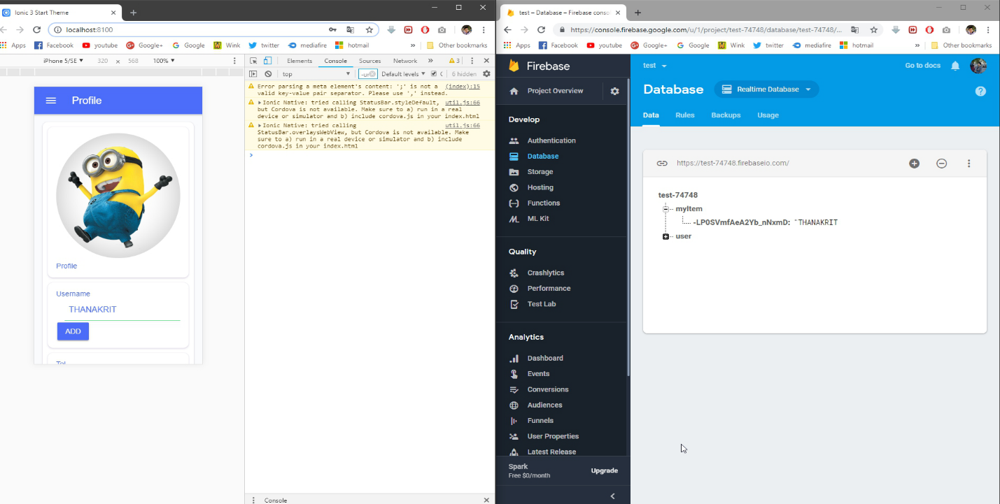 Ionic 3 Start Theme
localhost:8100
Apps Facebook youtube Google+ Google Wink twitter mediafire hotmail » Other bookmarks
iPhone 5/SE ▼ 320 × 568 100% ▼
Profile
Profile
Username
THANAKRIT
ADD
Tel
Elements Console Sources Network » 3
top ▼ -ur Default levels ▼ 6 hidden
Error parsing a meta element's content: ';' is not a (index):15
valid key-value pair separator. Please use ',' instead.
Ionic Native: tried calling StatusBar.styleDefault, util.js:66
but Cordova is not available. Make sure to a) run in a real
device or simulator and b) include cordova.js in your index.html
Ionic Native: tried calling util.js:66
StatusBar.overlaysWebView, but Cordova is not available. Make
sure to a) run in a real device or simulator and b) include
cordova.js in your index.html
>
Console
test – Database – Firebase conso
https://console.firebase.google.com/u/1/project/test-74748/database/test-74748/...
Apps Facebook youtube Google+ Google Wink twitter mediafire hotmail » Other bookmarks
Firebase
Project Overview
Develop
Authentication
Database
Storage
Hosting
Functions
ML Kit
Quality
Crashlytics
Performance
Test Lab
Analytics
Dashboard
Events
Conversions
Audiences
Funnels
User Properties
Latest Release
Spark
Free $0/month
Upgrade
test
Go to docs
Database Realtime Database
Data Rules Backups Usage
https://test-74748.firebaseio.com/
test-74748
myItem
-LP0SVmfAeA2Yb_nNxmD: "THANAKRIT
user